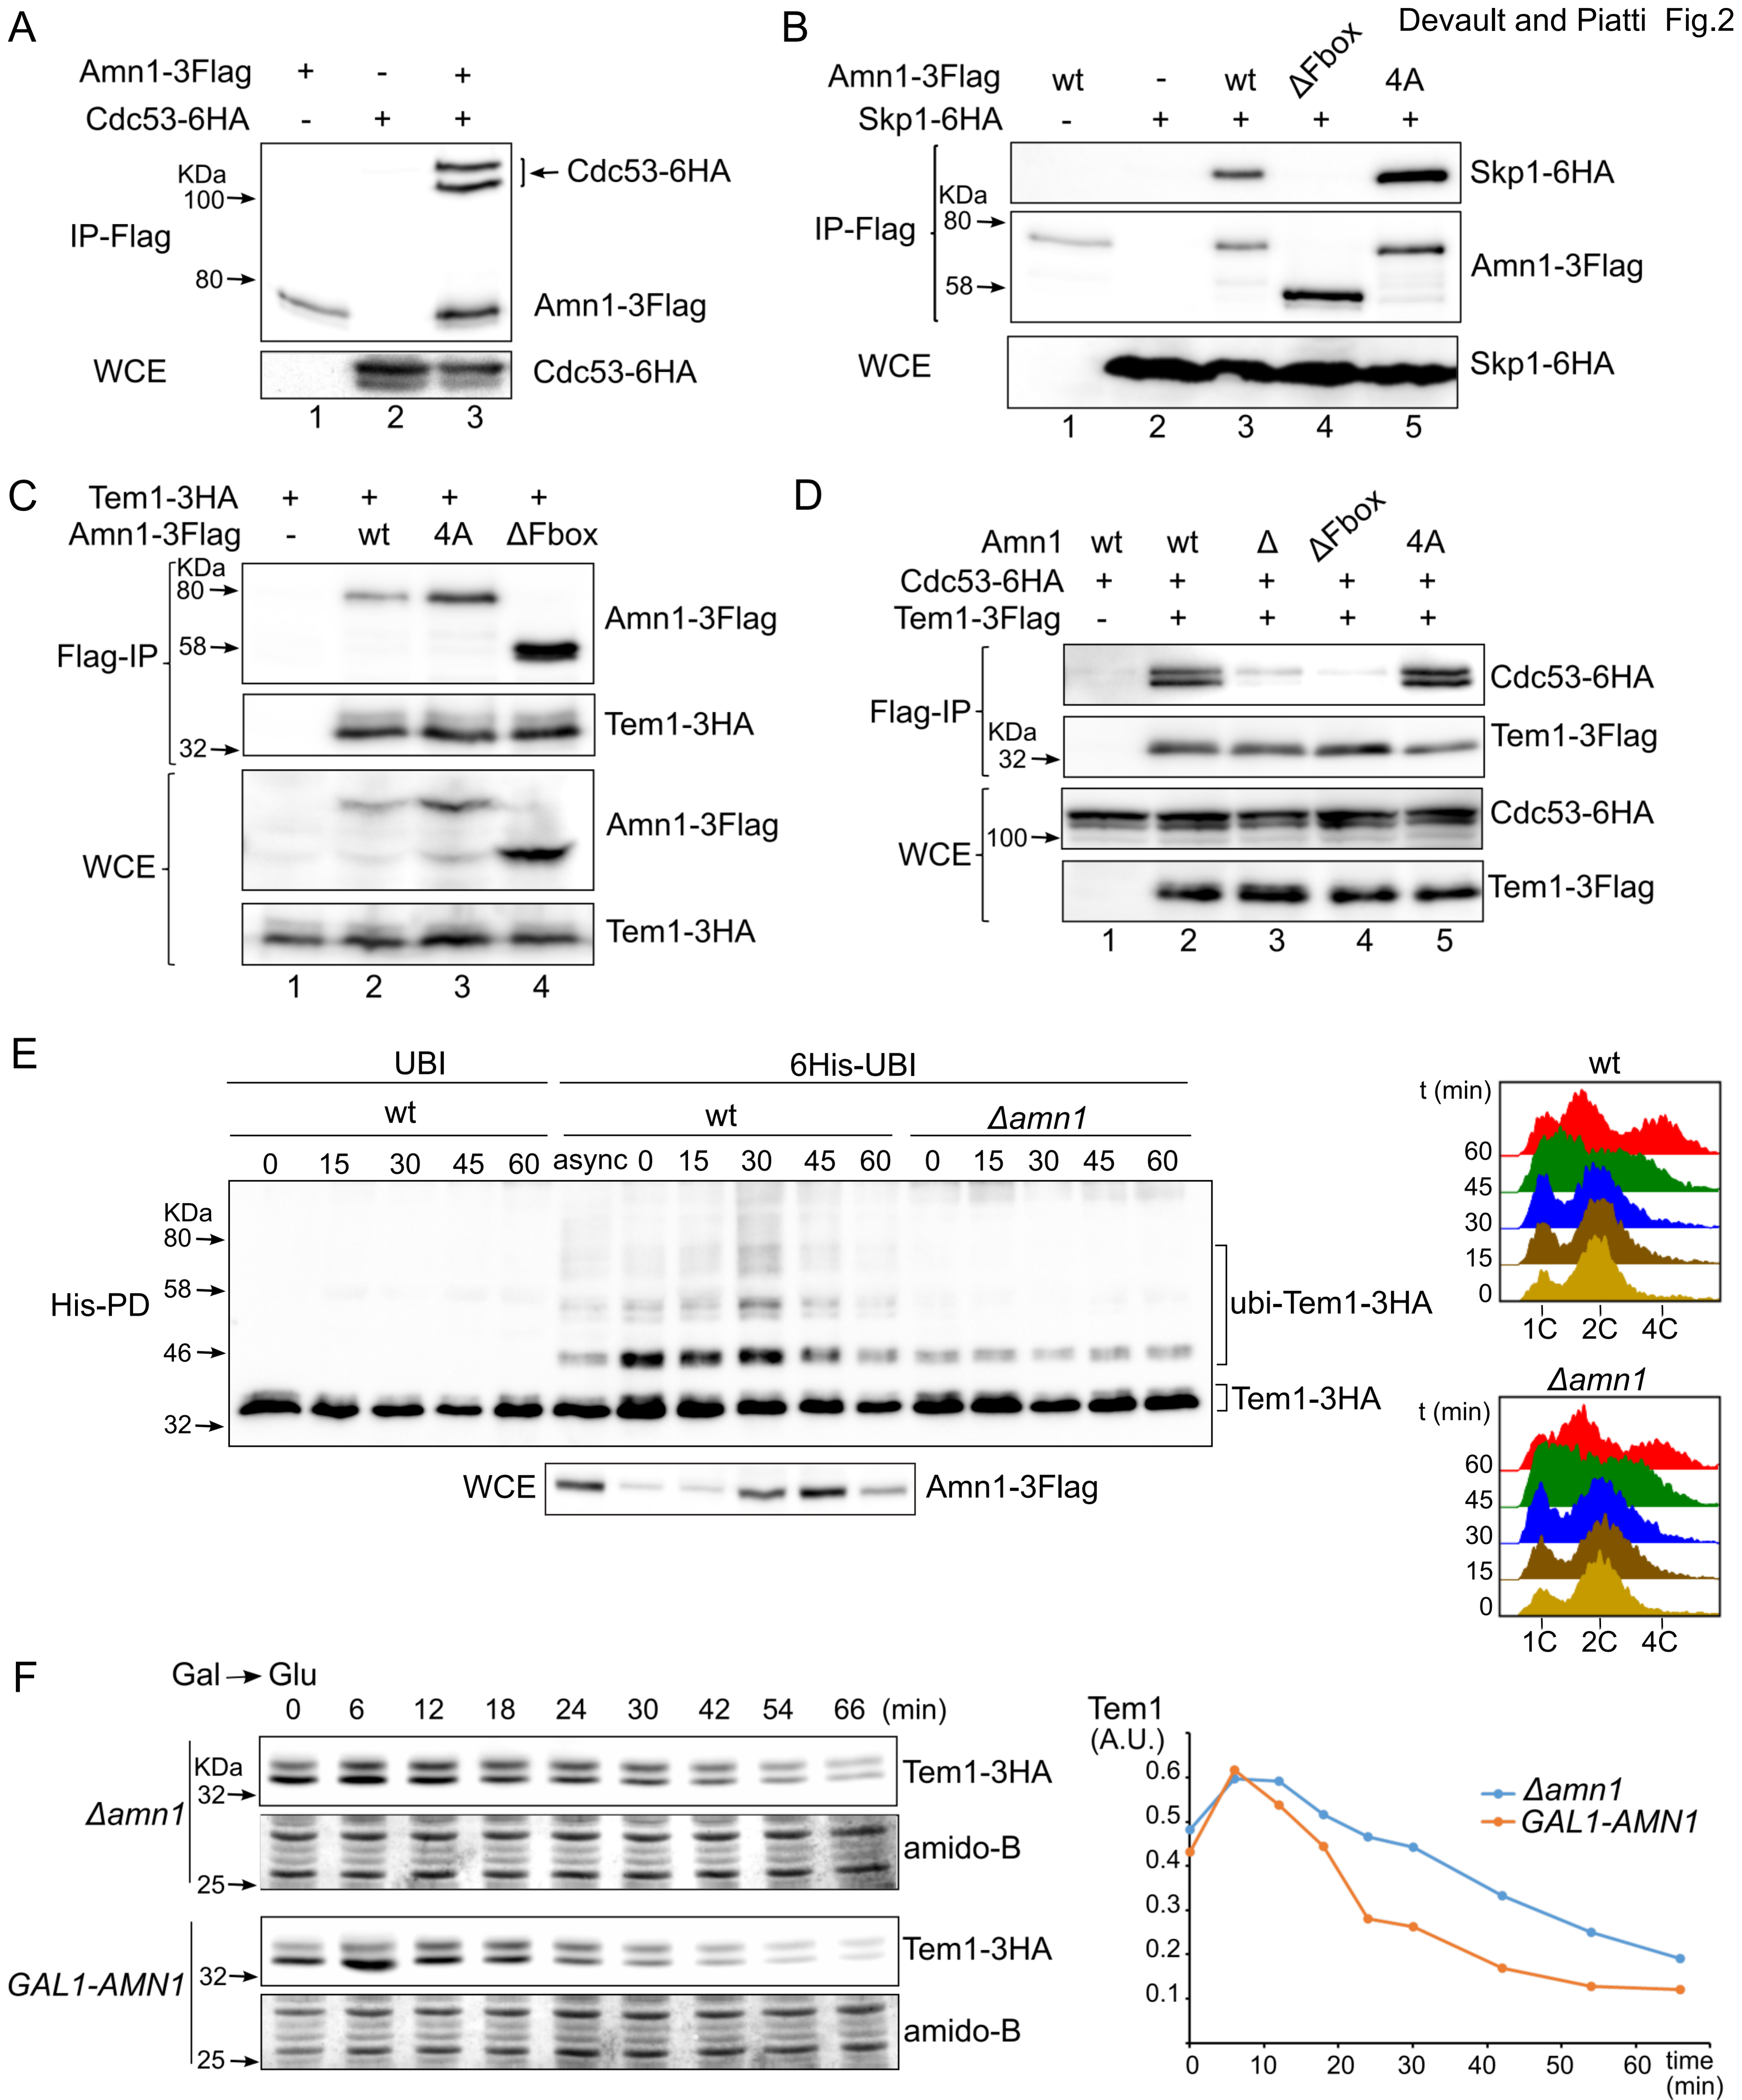 Devault and Piatti Fig.2
A
Amn1-3Flag + - +
Cdc53-6HA - + +
KDa
100
80
IP-Flag
Cdc53-6HA
Amn1-3Flag
WCE
Cdc53-6HA
1 2 3
B
Amn1-3Flag wt - wt ΔFbox 4A
Skp1-6HA - + + + +
IP-Flag
KDa
80
58
Skp1-6HA
Amn1-3Flag
WCE
Skp1-6HA
1 2 3 4 5
C
Tem1-3HA + + + +
Amn1-3Flag - wt 4A ΔFbox
KDa
80
58
Flag-IP
Amn1-3Flag
Tem1-3HA
32
WCE
Amn1-3Flag
Tem1-3HA
1 2 3 4
D
Amn1 wt wt Δ ΔFbox 4A
Cdc53-6HA + + + + +
Tem1-3Flag - + + + +
Flag-IP
Cdc53-6HA
KDa
32
Tem1-3Flag
WCE
100
Cdc53-6HA
Tem1-3Flag
1 2 3 4 5
E
UBI 6His-UBI
wt wt Δamn1
0 15 30 45 60 async 0 15 30 45 60 0 15 30 45 60
KDa
80
58
46
32
His-PD
ubi-Tem1-3HA
Tem1-3HA
WCE
Amn1-3Flag
wt
t (min)
60
45
30
15
0
1C 2C 4C
Δamn1
t (min)
60
45
30
15
0
1C 2C 4C
F
Gal Glu
0 6 12 18 24 30 42 54 66 (min)
Δamn1
KDa
32
Tem1-3HA
25
amido-B
GAL1-AMN1
32
Tem1-3HA
25
amido-B
Tem1
(A.U.)
0.6
0.5
0.4
0.3
0.2
0.1
Δamn1
GAL1-AMN1
0 10 20 30 40 50 60 time
(min)